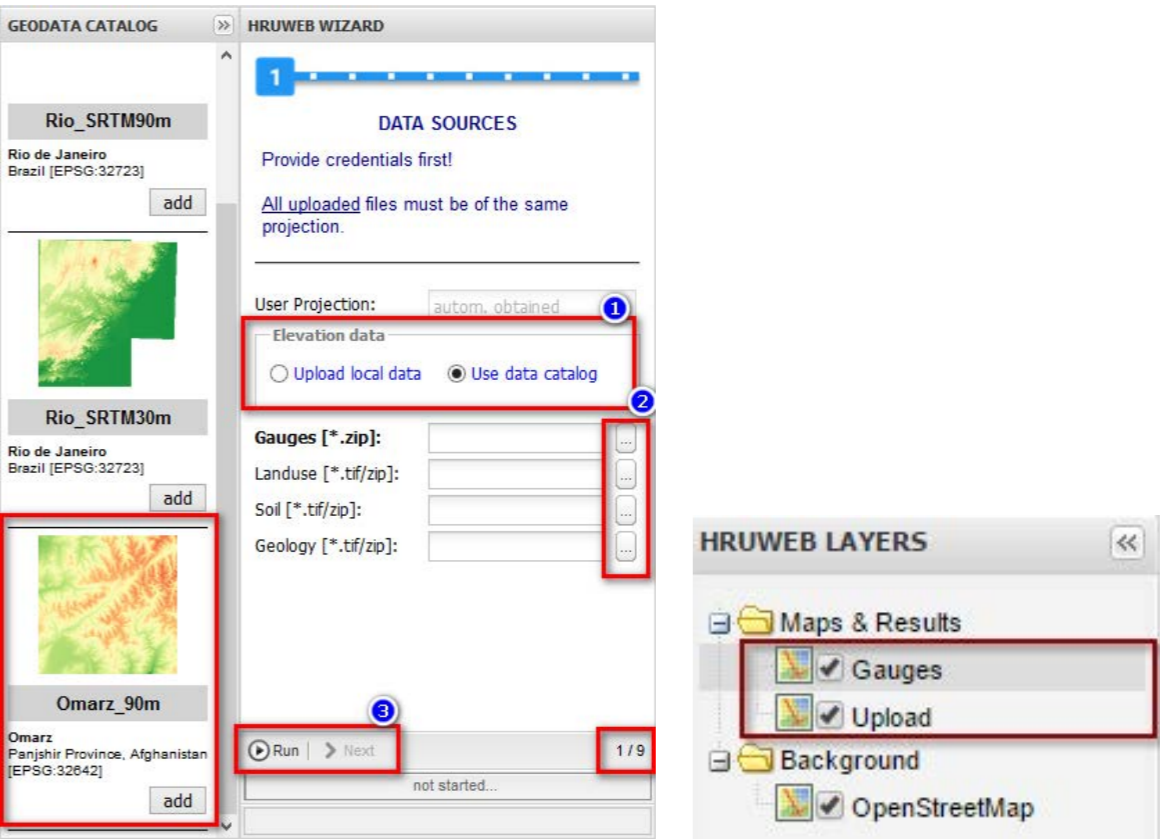 GEODATA CATALOG
Rio_SRTM90m
Rio de Janeiro
Brazil [EPSG:32723]
add
Rio_SRTM30m
Rio de Janeiro
Brazil [EPSG:32723]
add
Omarz_90m
Omarz
Panjshir Province, Afghanistan
[EPSG:32642]
add
HRUWEB WIZARD
1
DATA SOURCES
Provide credentials first!
All uploaded files must be of the same
projection.
User Projection: autom. obtained
1
Elevation data
Upload local data Use data catalog
2
Gauges [*.zip]: ...
Landuse [*.tif/zip]: ...
Soil [*.tif/zip]: ...
Geology [*.tif/zip]: ...
3
Run Next 1 / 9
not started...
HRUWEB LAYERS
Maps & Results
Gauges
Upload
Background
OpenStreetMap